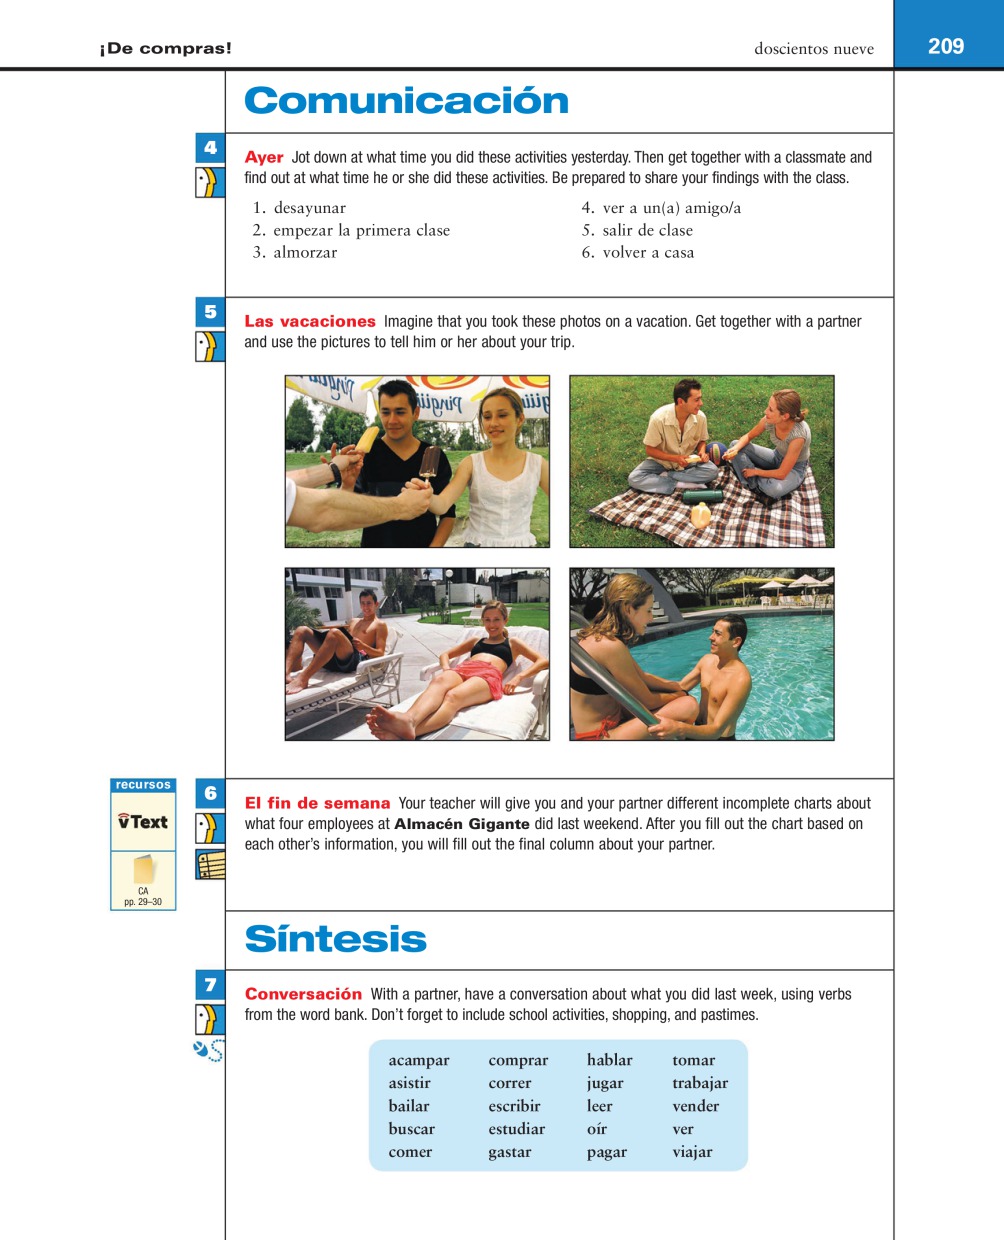 ¡De compras!
doscientos nueve
209
Comunicación
4
Ayer Jot down at what time you did these activities yesterday. Then get together with a classmate and
find out at what time he or she did these activities. Be prepared to share your findings with the class.
1. desayunar
2. empezar la primera clase
3. almorzar
4. ver a un(a) amigo/a
5. salir de clase
6. volver a casa
5
Las vacaciones Imagine that you took these photos on a vacation. Get together with a partner
and use the pictures to tell him or her about your trip.
recursos
vText
CA
pp. 29–30
6
El fin de semana Your teacher will give you and your partner different incomplete charts about
what four employees at Almacén Gigante did last weekend. After you fill out the chart based on
each other's information, you will fill out the final column about your partner.
Síntesis
7
Conversación With a partner, have a conversation about what you did last week, using verbs
from the word bank. Don't forget to include school activities, shopping, and pastimes.
acampar comprar hablar tomar
asistir correr jugar trabajar
bailar escribir leer vender
buscar estudiar oír ver
comer gastar pagar viajar